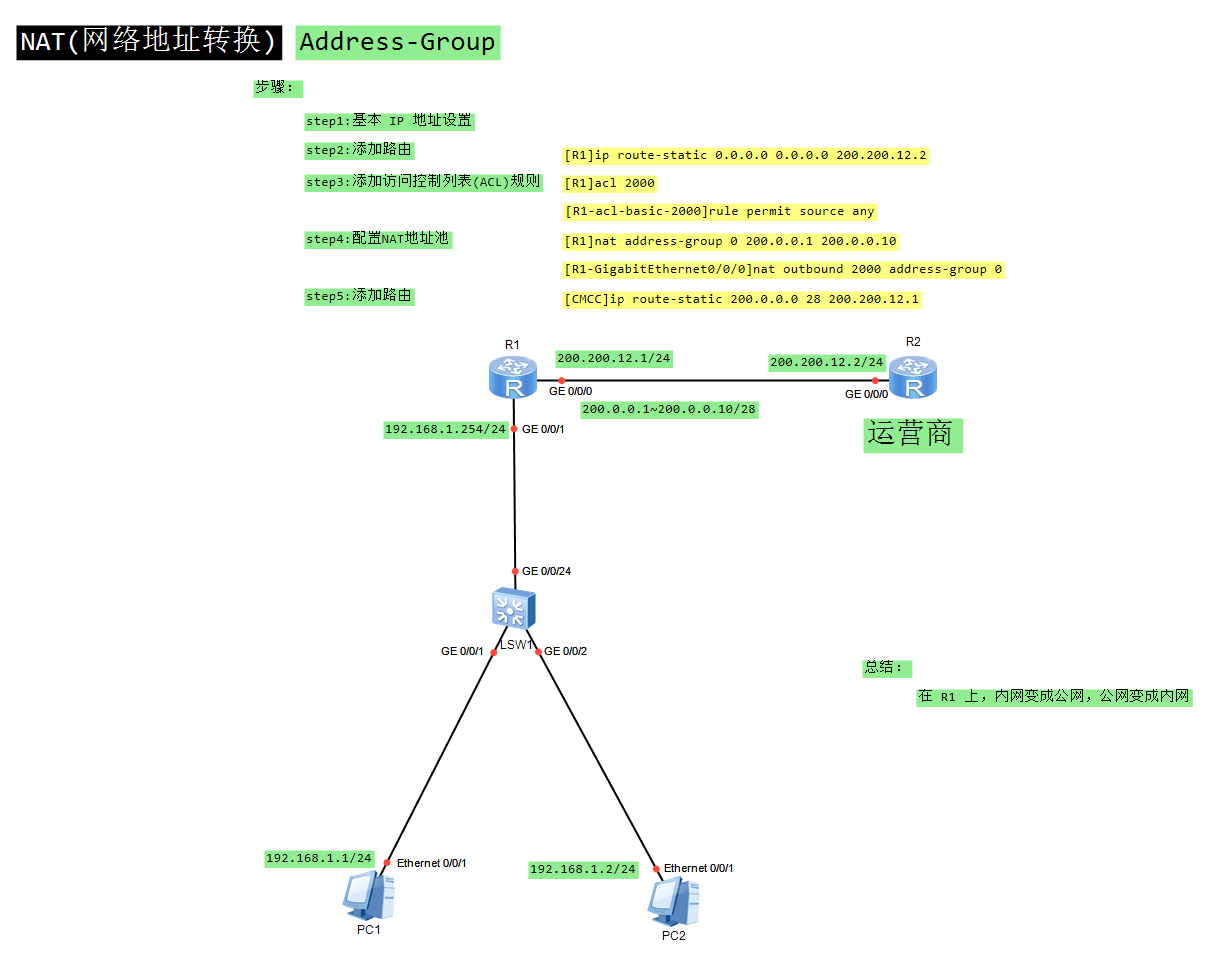 NAT(网络地址转换) Address-Group
步骤：
step1:基本 IP 地址设置
step2:添加路由
[R1]ip route-static 0.0.0.0 0.0.0.0 200.200.12.2
step3:添加访问控制列表(ACL)规则
[R1]acl 2000
[R1-acl-basic-2000]rule permit source any
step4:配置NAT地址池
[R1]nat address-group 0 200.0.0.1 200.0.0.10
[R1-GigabitEthernet0/0/0]nat outbound 2000 address-group 0
step5:添加路由
[CMCC]ip route-static 200.0.0.0 28 200.200.12.1
R1
R2
200.200.12.1/24
200.200.12.2/24
R
R
GE 0/0/0
GE 0/0/0
200.0.0.1~200.0.0.10/28
192.168.1.254/24
GE 0/0/1
运营商
GE 0/0/24
LSW1
GE 0/0/1
GE 0/0/2
总结：
在 R1 上，内网变成公网，公网变成内网
192.168.1.1/24
Ethernet 0/0/1
192.168.1.2/24
Ethernet 0/0/1
PC1
PC2